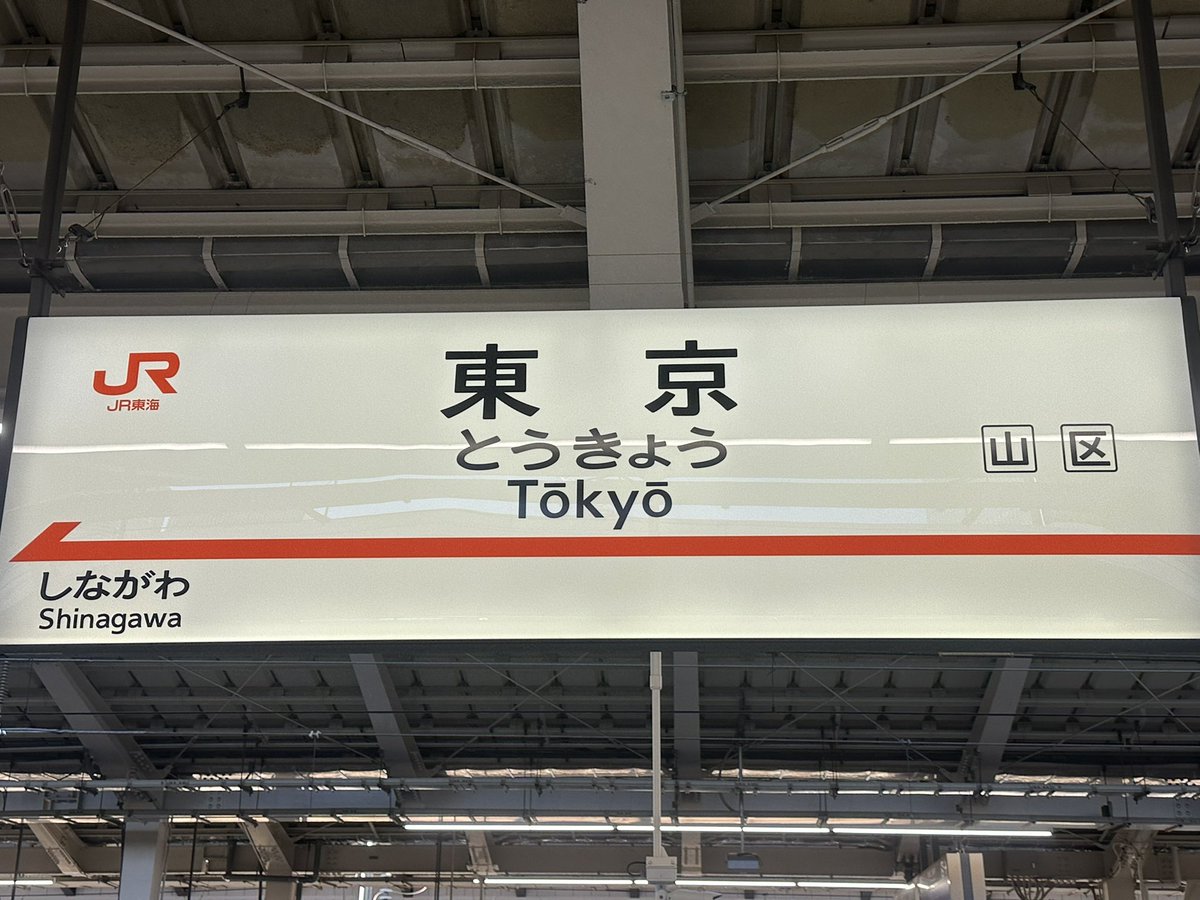 JR
JR東海
東京
とうきょう
Tōkyō
山 区
しながわ
Shinagawa